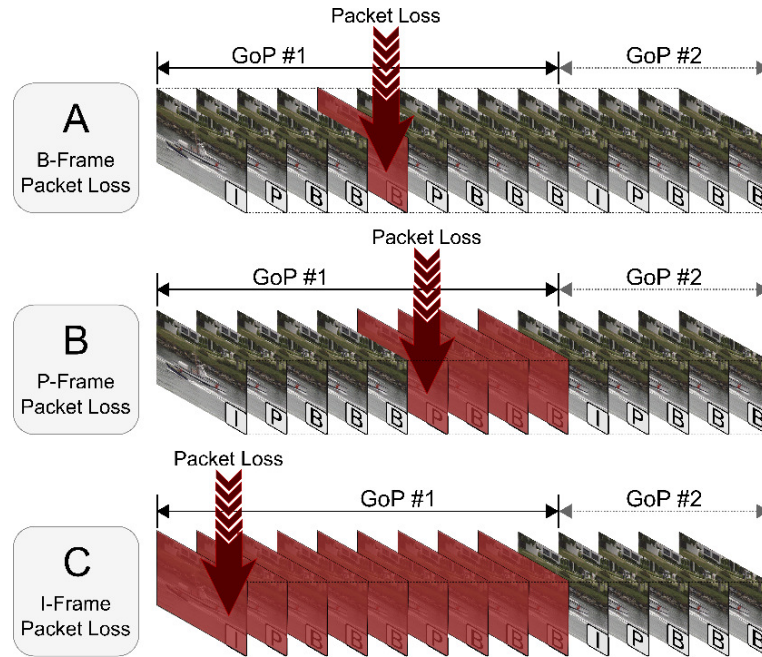 Packet Loss
GoP #1
GoP #2
A
B-Frame
Packet Loss
I P B B B P B B B I P B B B
Packet Loss
GoP #1
GoP #2
B
P-Frame
Packet Loss
I P B B B P B B B I P B B B
Packet Loss
GoP #1
GoP #2
C
I-Frame
Packet Loss
I P B B B P B B B I P B B B